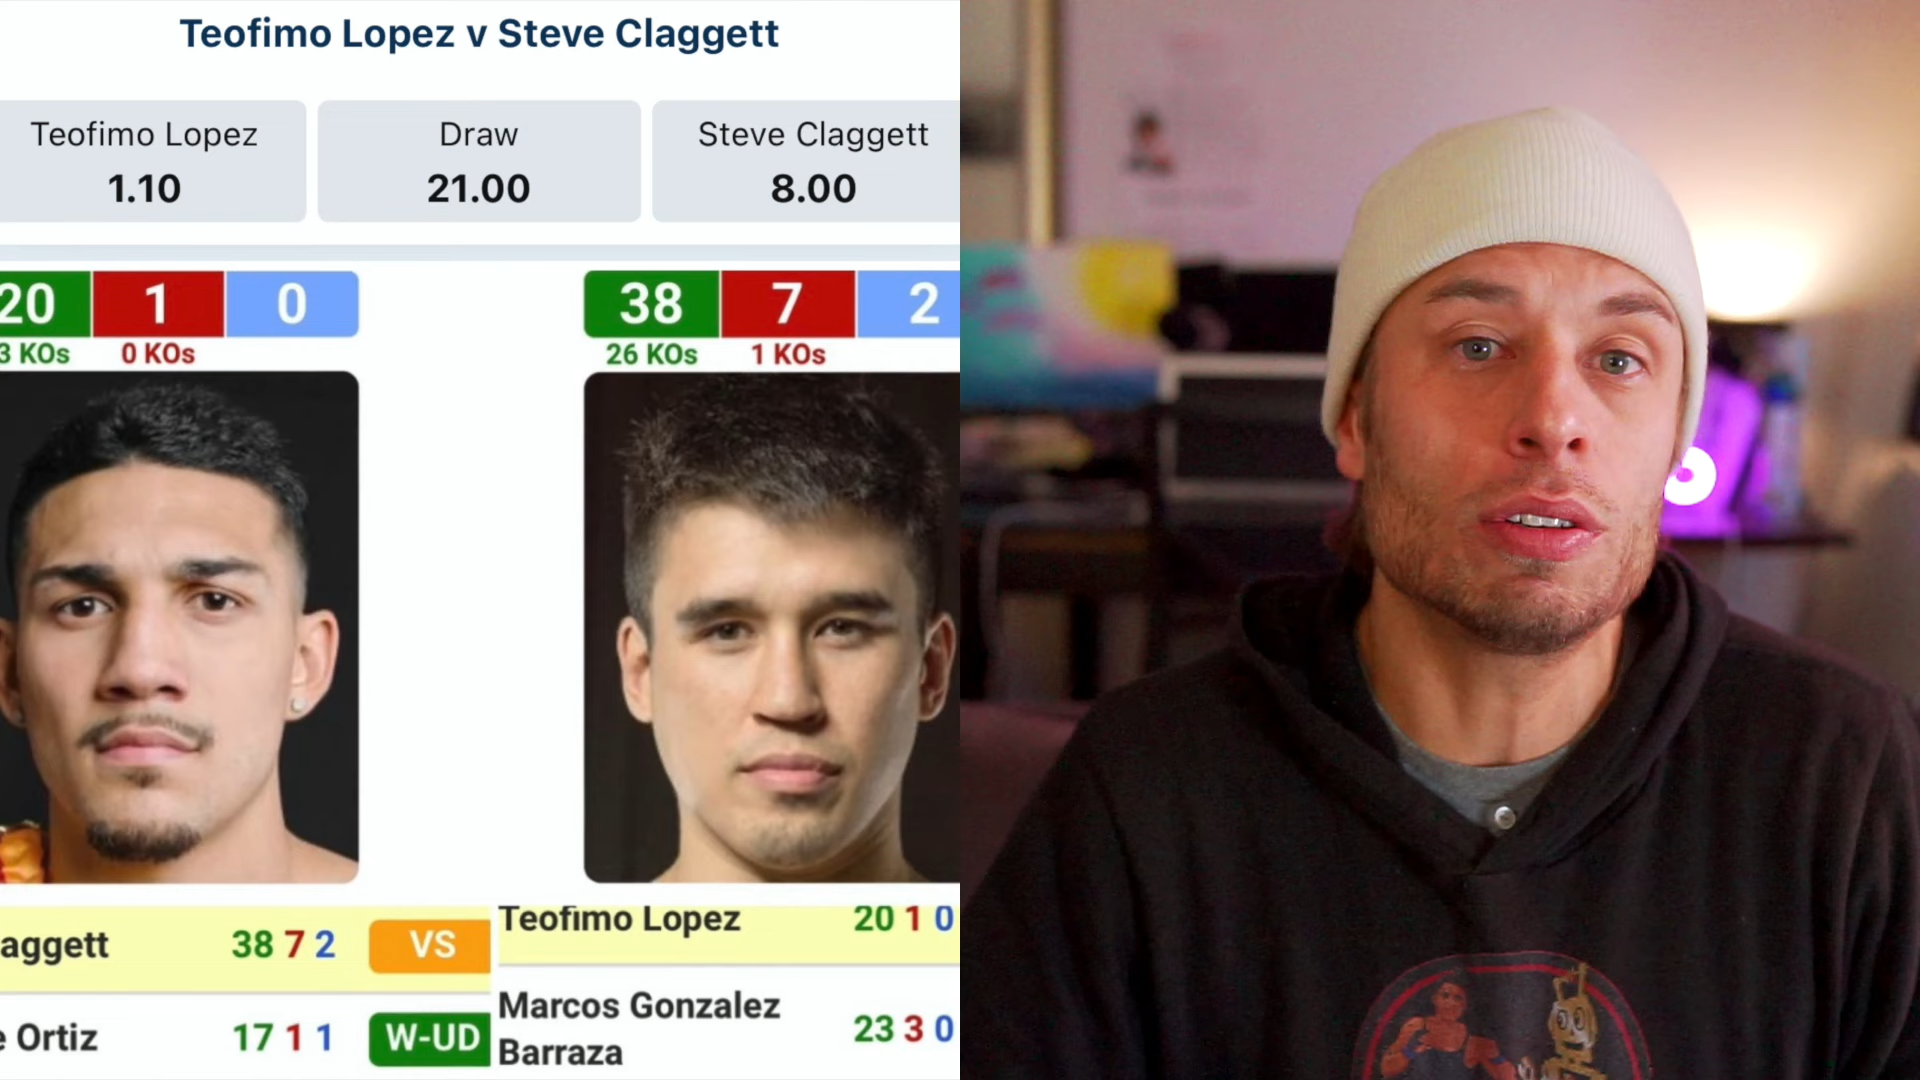 Teofimo Lopez v Steve Claggett
Teofimo Lopez
1.10
Draw
21.00
Steve Claggett
8.00
20 1 0
3 KOs 0 KOs
38 7 2
26 KOs 1 KOs
aggett 38 7 2 VS
e Ortiz 17 1 1 W-UD
Teofimo Lopez 20 1 0
Marcos Gonzalez
Barraza 23 3 0